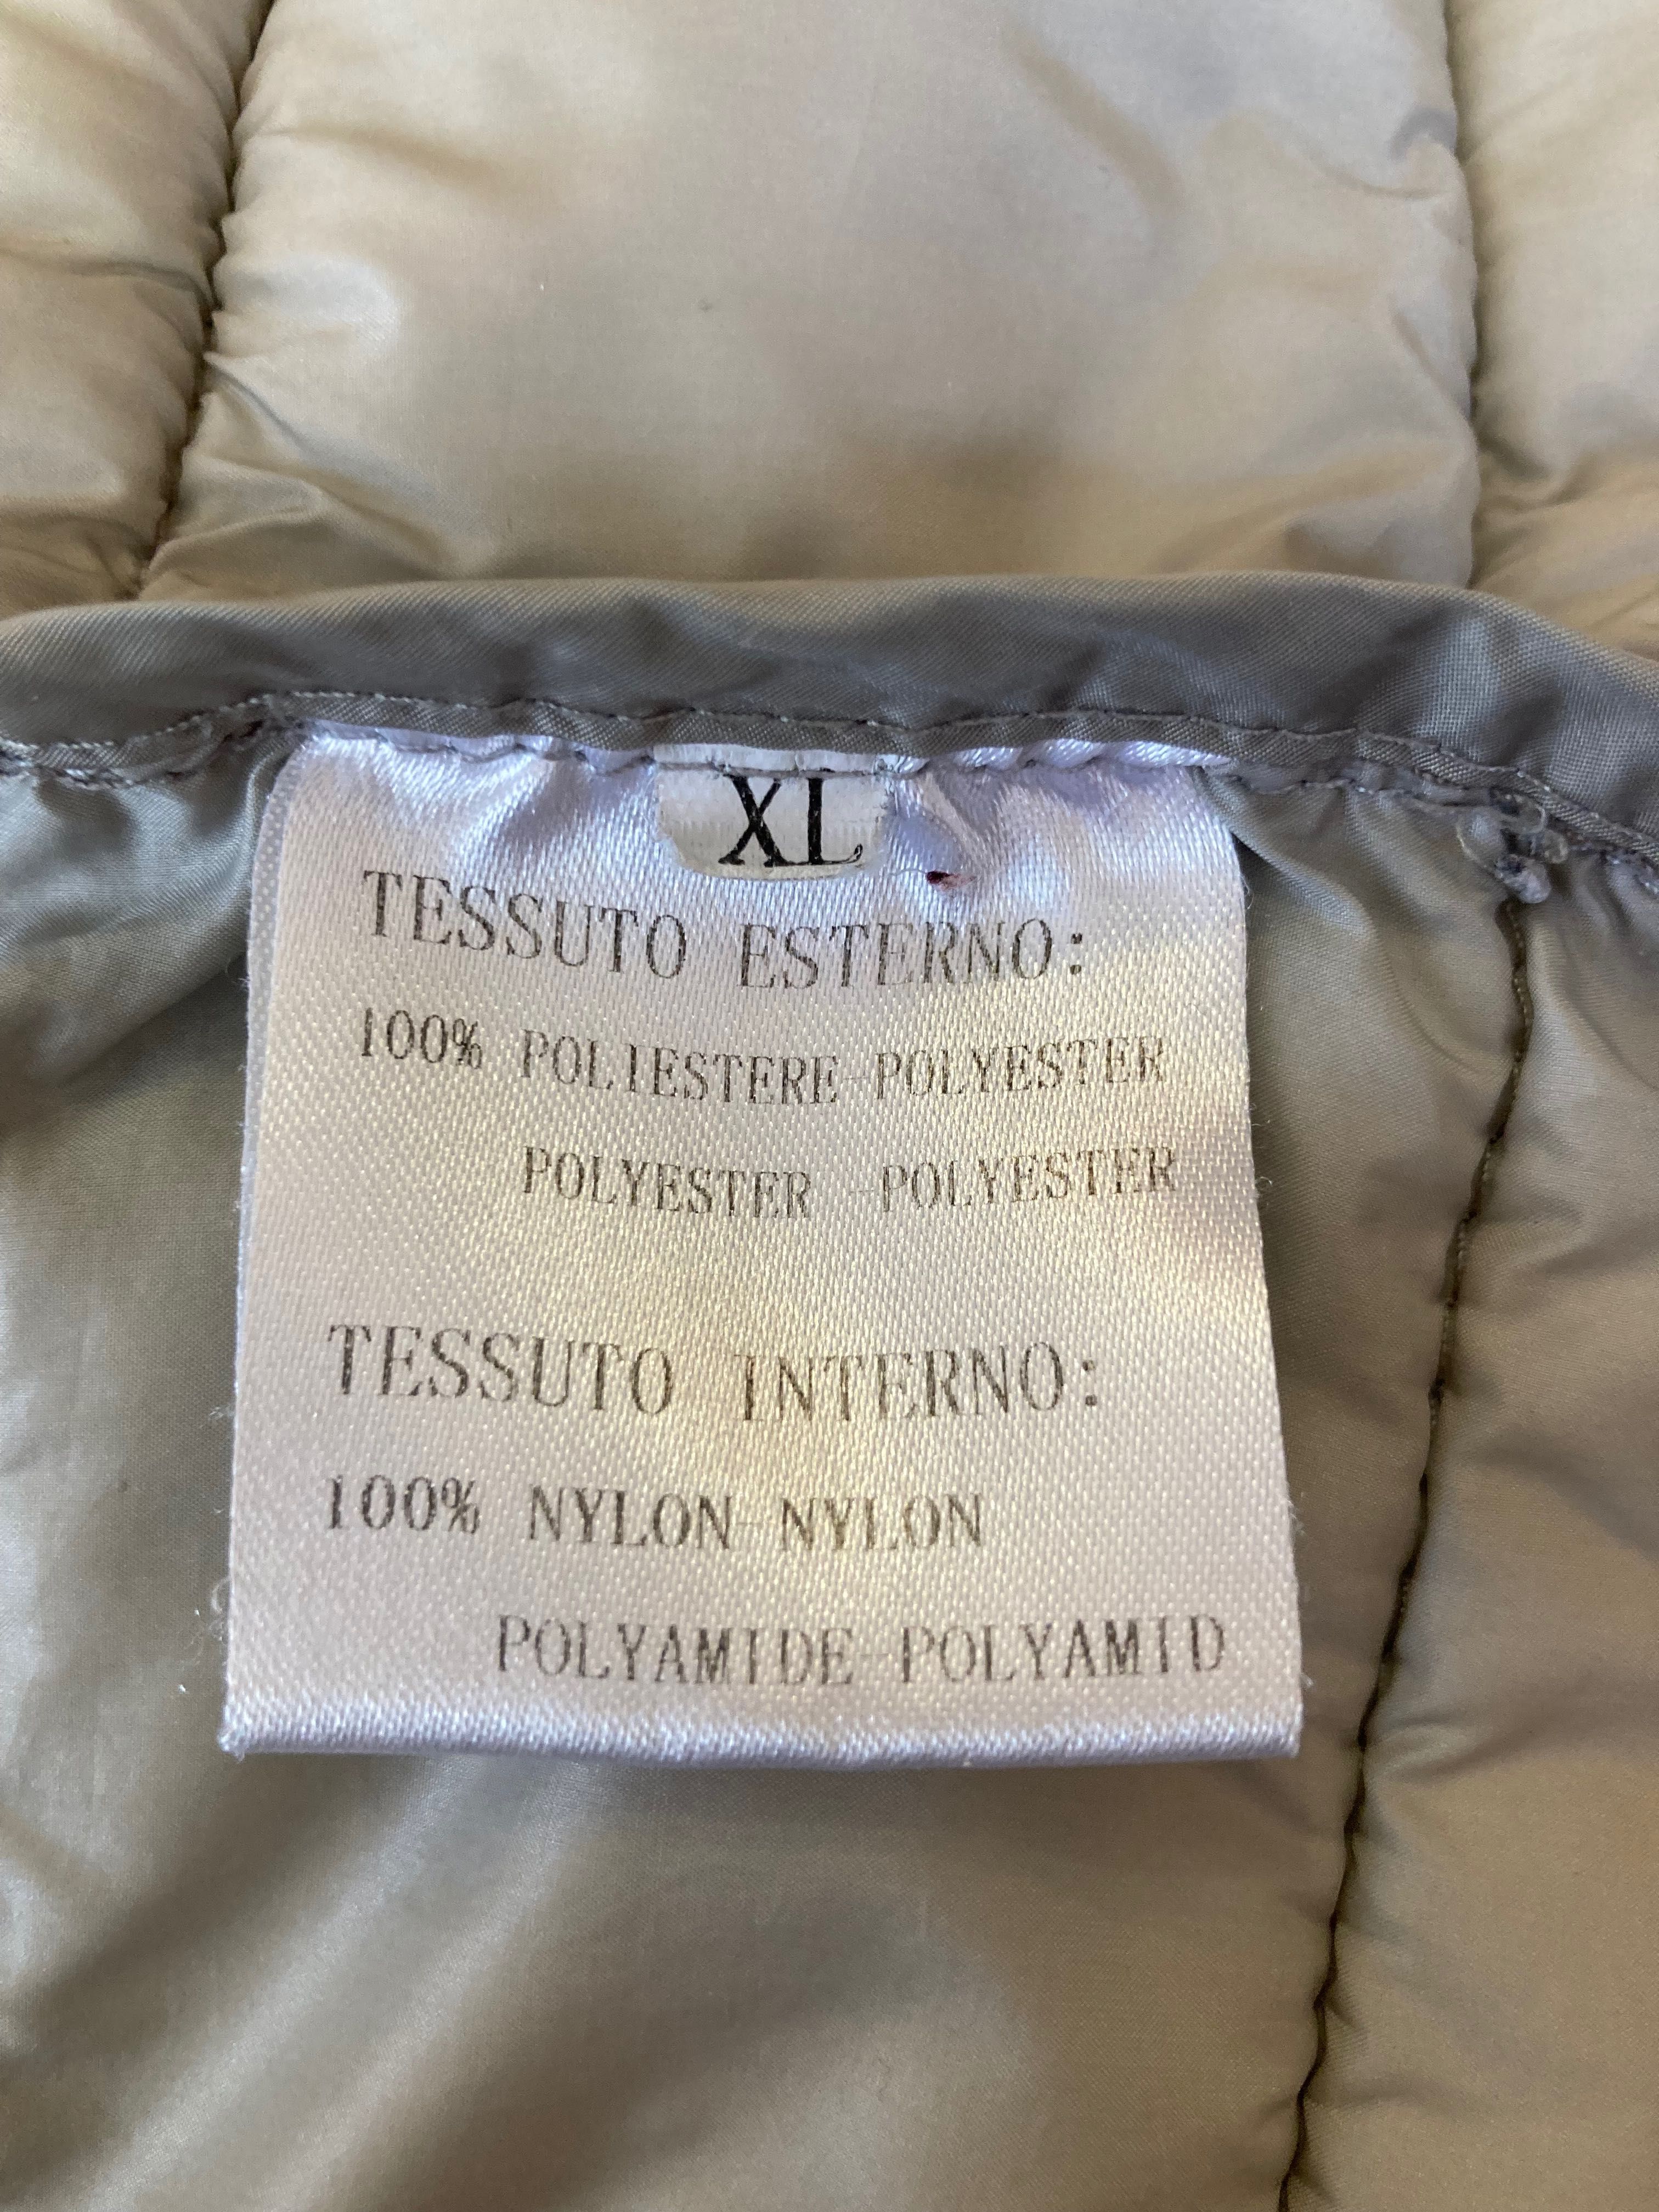 XL
TESSUTO ESTERNO:
100% POLIESTERE-POLYESTER
POLYESTER -POLYESTER
TESSUTO INTERNO:
100% NYLON-NYLON
POLYAMIDE-POLYAMID